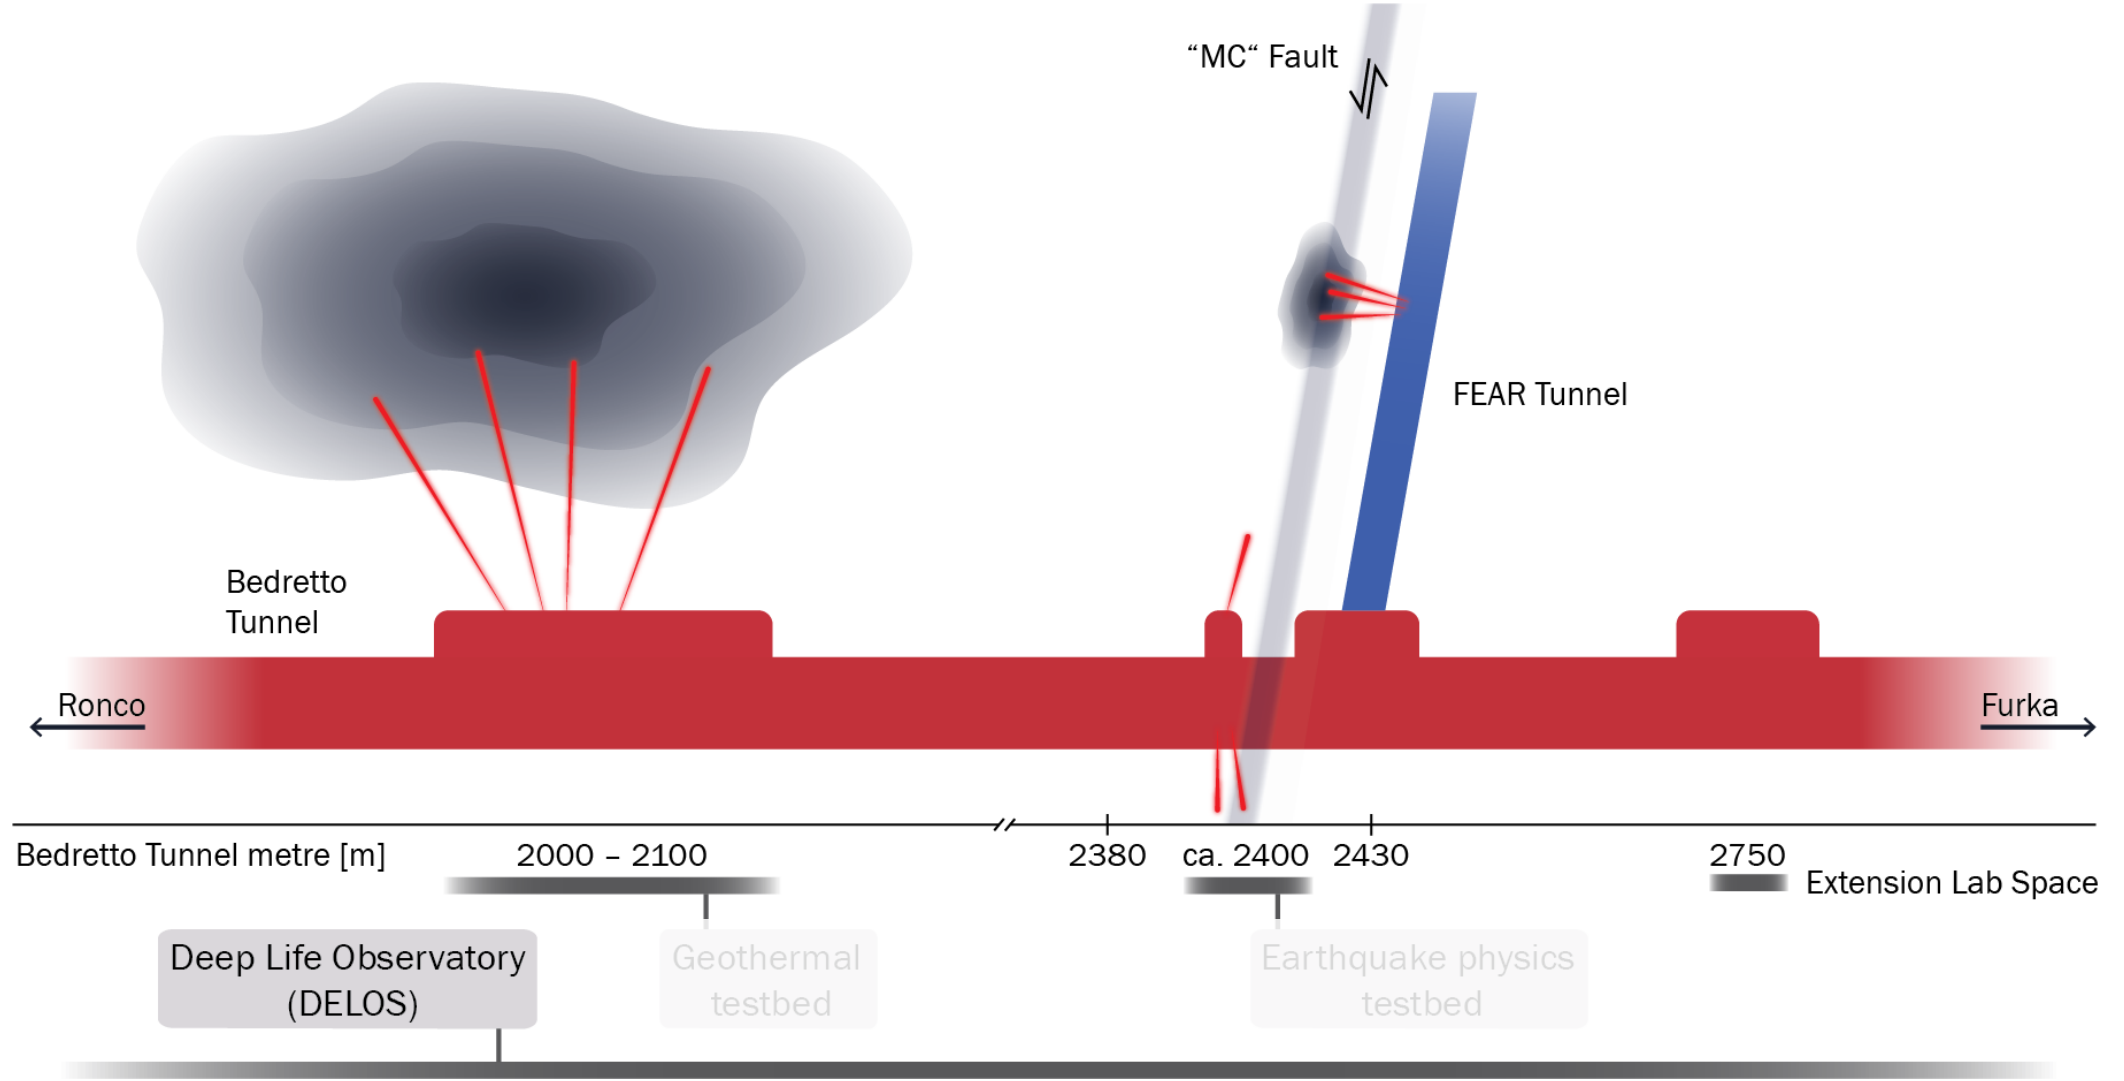 “MC“ Fault
FEAR Tunnel
Bedretto
Tunnel
Ronco
Furka
Bedretto Tunnel metre [m]
2000 – 2100
2380
ca. 2400
2430
2750
Extension Lab Space
Deep Life Observatory
(DELOS)
Geothermal
testbed
Earthquake physics
testbed